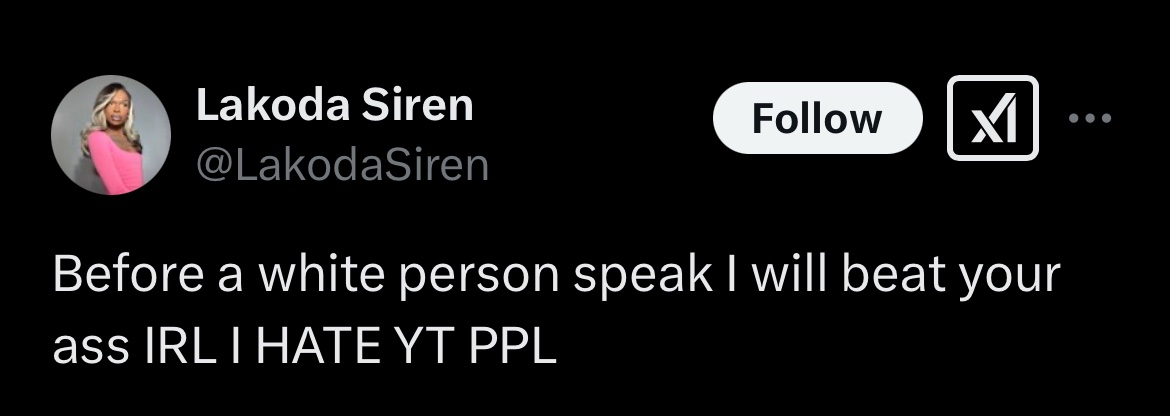 Lakoda Siren
@LakodaSiren
Follow
Before a white person speak I will beat your
ass IRL I HATE YT PPL